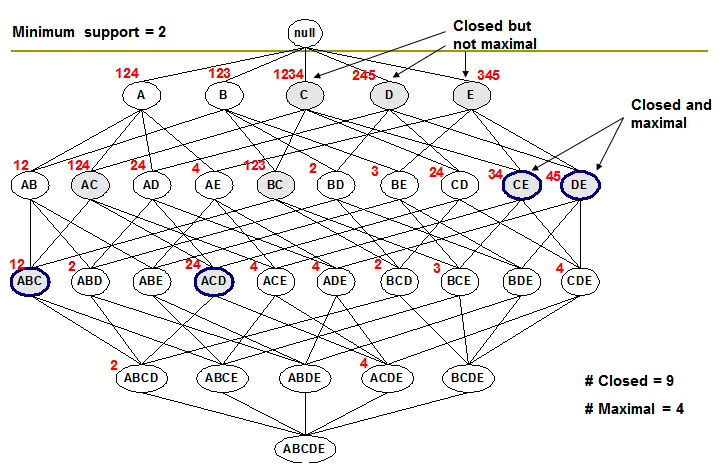 Minimum support = 2
null
Closed but
not maximal
124
123
1234
245
345
A
B
C
D
E
Closed and
maximal
12
124
24
4
123
2
3
24
34
45
AB
AC
AD
AE
BC
BD
BE
CD
CE
DE
12
2
24
4
4
2
3
4
ABC
ABD
ABE
ACD
ACE
ADE
BCD
BCE
BDE
CDE
2
4
ABCD
ABCE
ABDE
ACDE
BCDE
# Closed = 9
# Maximal = 4
ABCDE